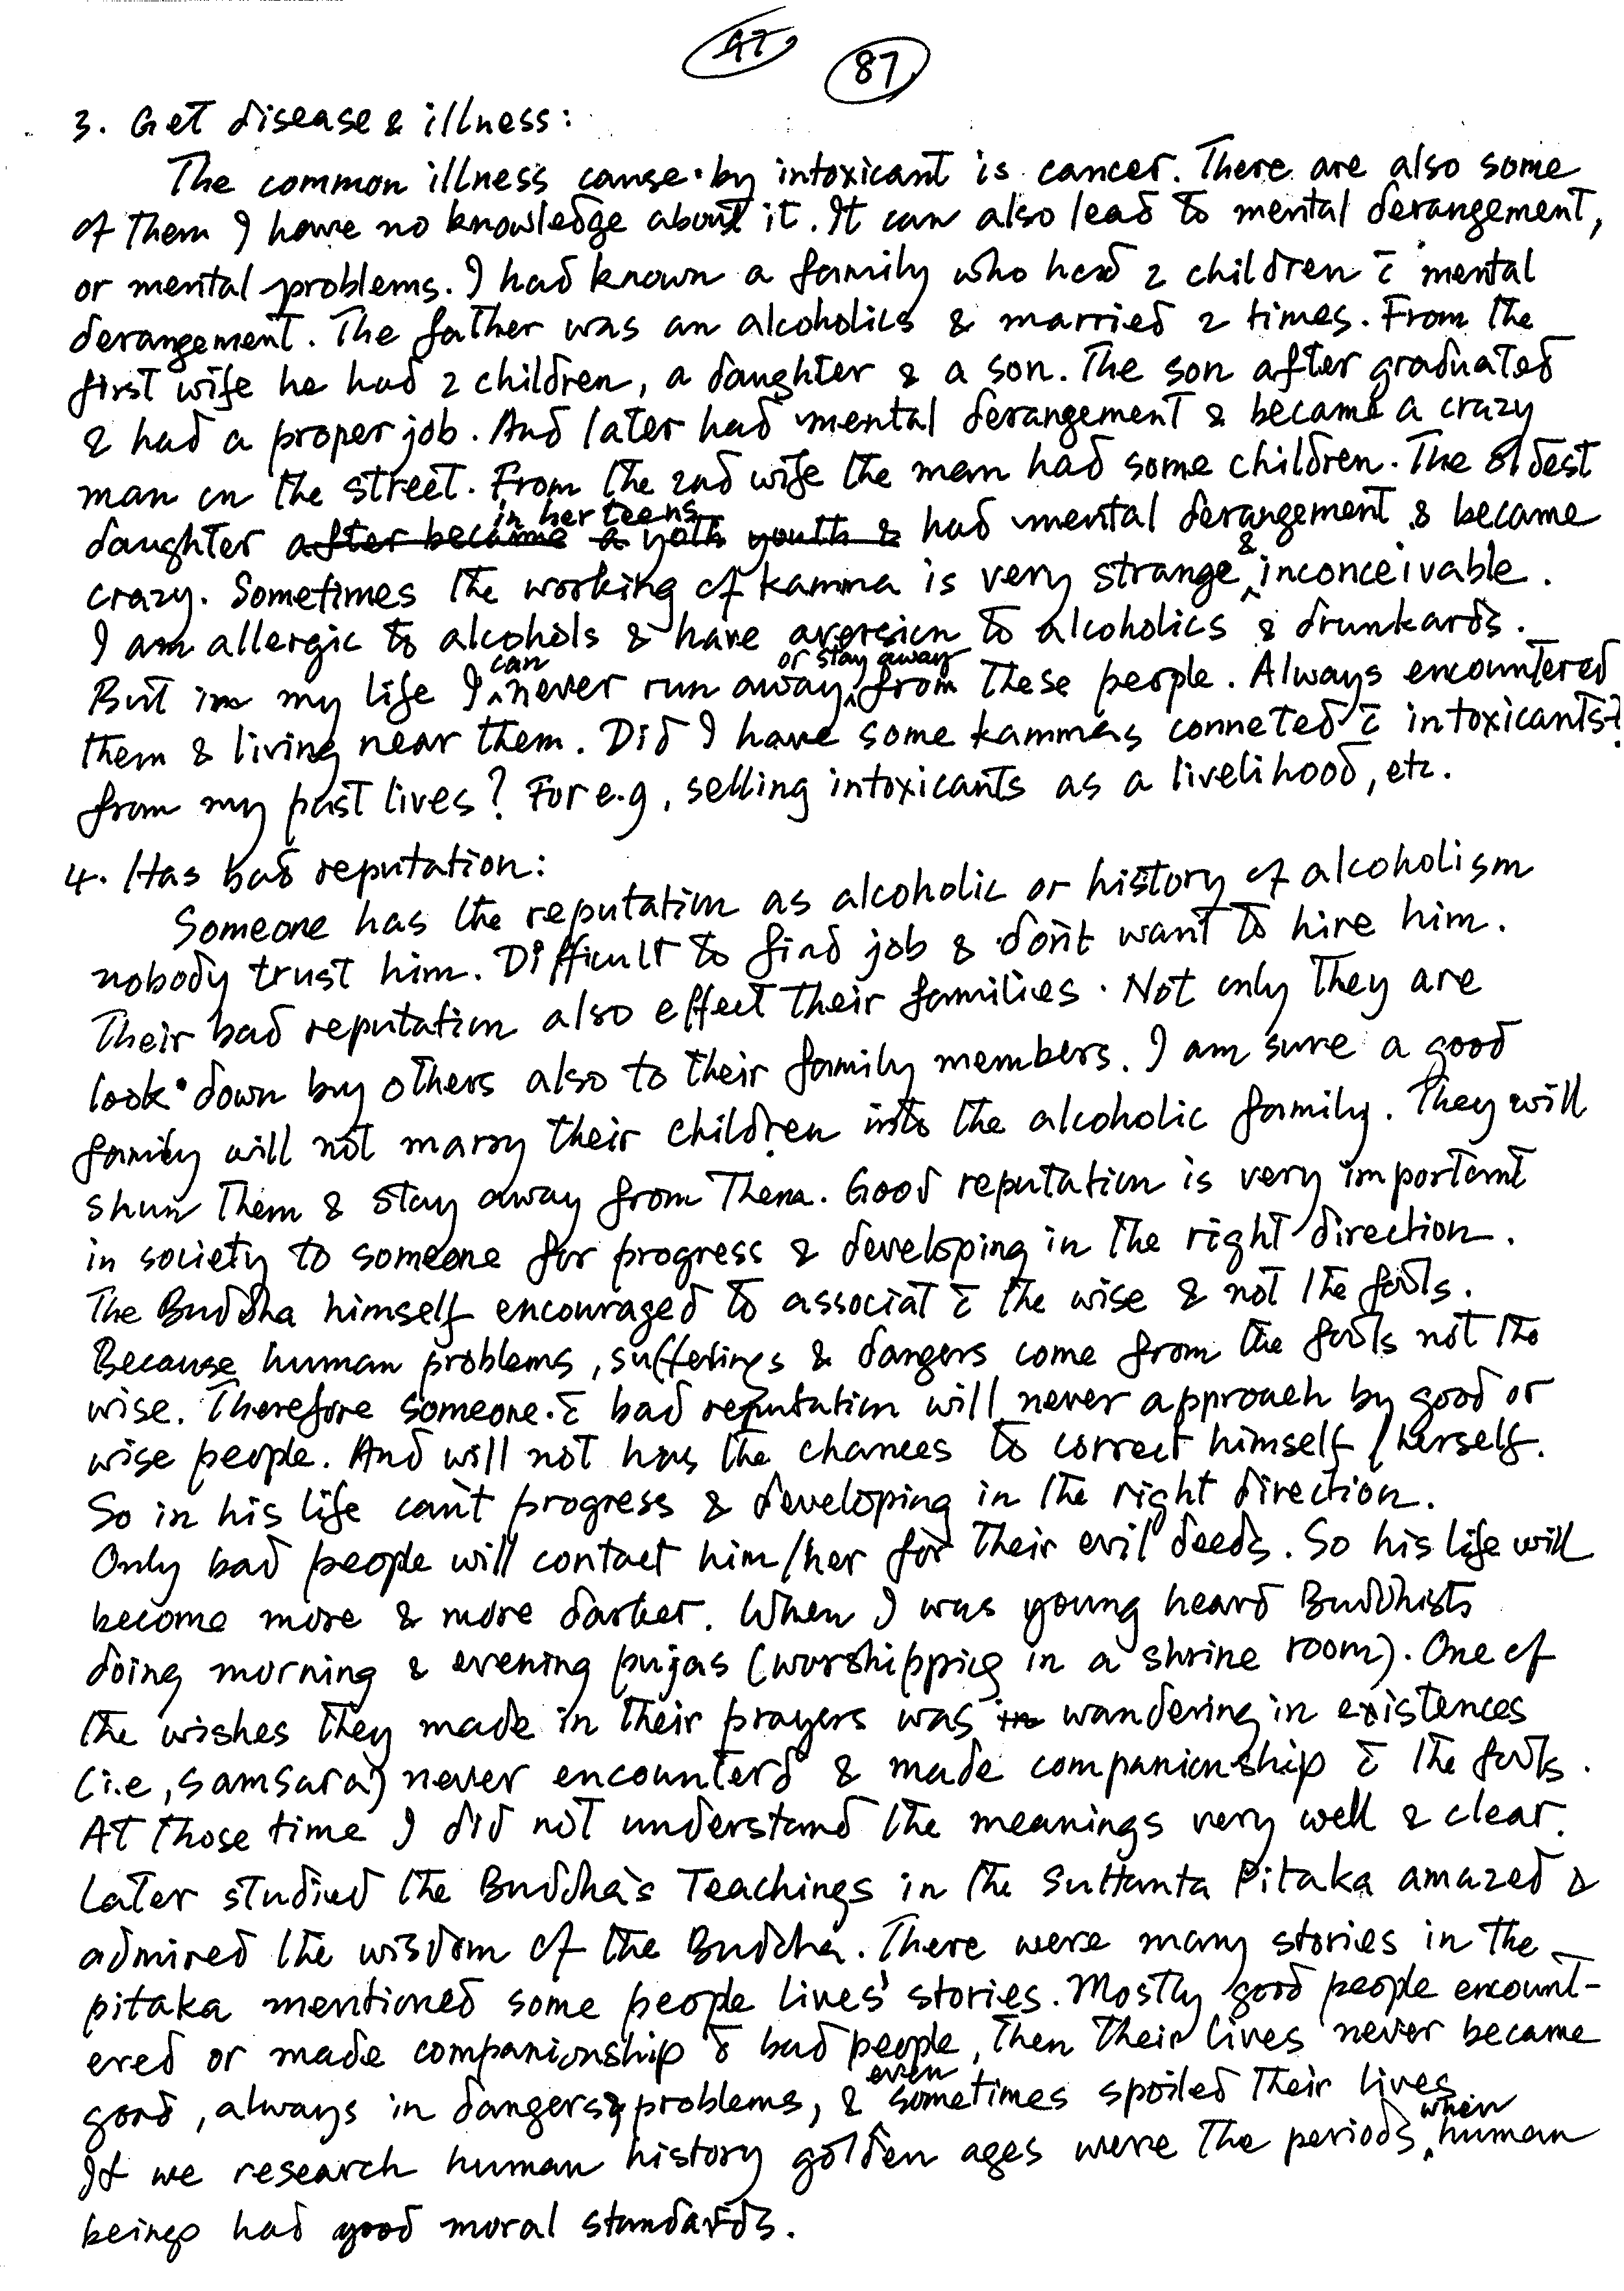 47 87
3. Get disease & illness:
The common illness cause by intoxicant is cancer. There are also some
of them I have no knowledge about it. It can also lead to mental derangement,
or mental problems. I had known a family who had 2 children c̄ mental
derangement. The father was an alcoholics & married 2 times. From the
first wife he had 2 children, a daughter & a son. The son after graduated
& had a proper job. And later had mental derangement & became a crazy
man on the street. From the 2nd wife the man had some children. The oldest
daughter after became a yoth youth & in her teens had mental derangement & became
crazy. Sometimes the working of kamma is very strange & inconceivable.
I am allergic to alcohols & have aversion to alcoholics & drunkards.
But in my life I can never run away or stay away from these people. Always encountered
them & living near them. Did I have some kammas conneted c̄ intoxicants?
from my past lives? For e.g, selling intoxicants as a livelihood, etc.
4. Has bad reputation:
Someone has the reputation as alcoholic or history of alcoholism
nobody trust him. Difficult to find job & don't want to hire him.
Their bad reputation also effect their families. Not only they are
look down by others also to their family members. I am sure a good
family will not marry their children into the alcoholic family. They will
shun them & stay away from them. Good reputation is very important
in society to someone for progress & developing in the right direction.
The Buddha himself encouraged to associat c̄ the wise & not the fools.
Because human problems, sufferings & dangers come from the fools not the
wise. Therefore someone c̄ bad reputation will never approach by good or
wise people. And will not has the chances to correct himself/herself.
So in his life can't progress & developing in the right direction.
Only bad people will contact him/her for their evil deeds. So his life will
become more & more darker. When I was young heard Buddhists
doing morning & evening pujas (worshipping in a shrine room). One of
the wishes they made in their prayers was in wandering in existences
(i.e, samsara) never encounterd & made companionship c̄ the fools.
At those time I did not understand the meanings very well & clear.
Later studied the Buddha's Teachings in the Suttanta Pitaka amazed &
admired the wisdom of the Buddha. There were many stories in the
pitaka mentioned some people lives' stories. Mostly good people encount-
ered or made companionship c̄ bad people, then their lives never became
good, always in dangers & problems, & even sometimes spoiled their lives.
If we research human history golden ages were the periods when human
beings had good moral standards.